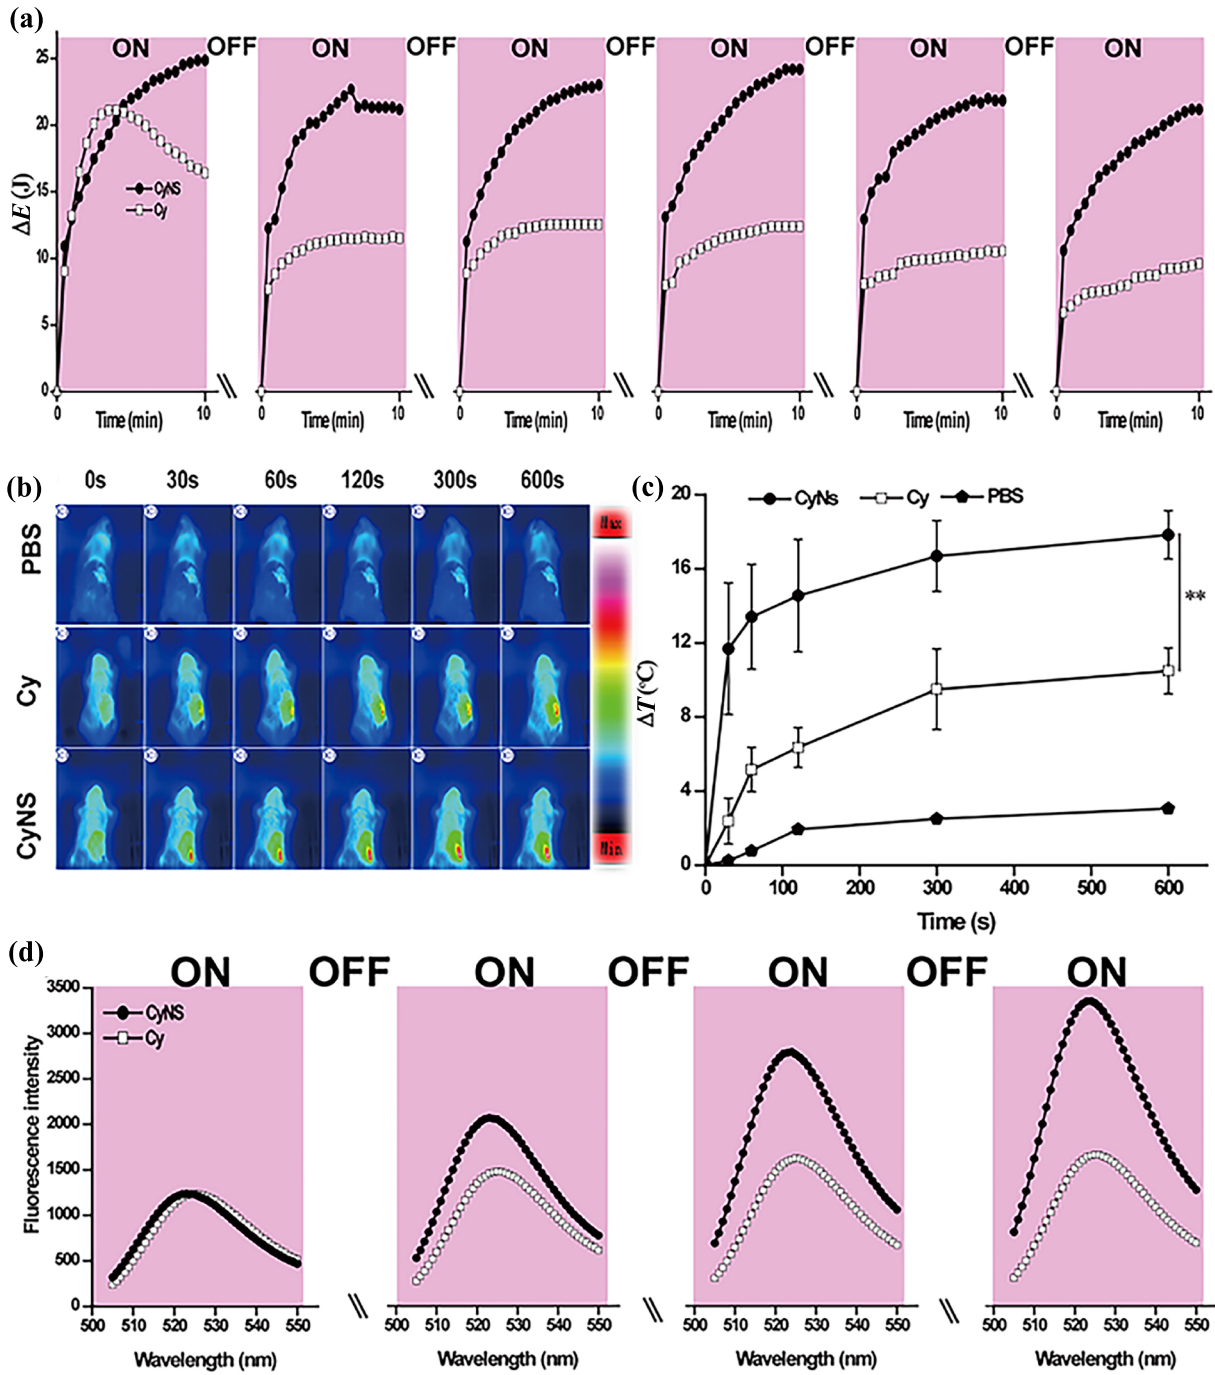 (a)
ON OFF ON OFF ON OFF ON OFF ON OFF ON
ΔE (J)
25
20
15
10
5
0
CyNS
Cy
0 10 0 10 0 10 0 10 0 10 0 10
Time (min) Time (min) Time (min) Time (min) Time (min) Time (min)
(b)
0s 30s 60s 120s 300s 600s
PBS
Cy
CyNS
Max
Min
(c)
CyNs Cy PBS
ΔT (°C)
20
16
12
8
4
0
**
0 100 200 300 400 500 600
Time (s)
(d)
ON OFF ON OFF ON OFF ON
Fluorescence intensity
3500
3000
2500
2000
1500
1000
500
0
CyNS
Cy
500 510 520 530 540 550 500 510 520 530 540 550 500 510 520 530 540 550 500 510 520 530 540 550
Wavelength (nm) Wavelength (nm) Wavelength (nm) Wavelength (nm)